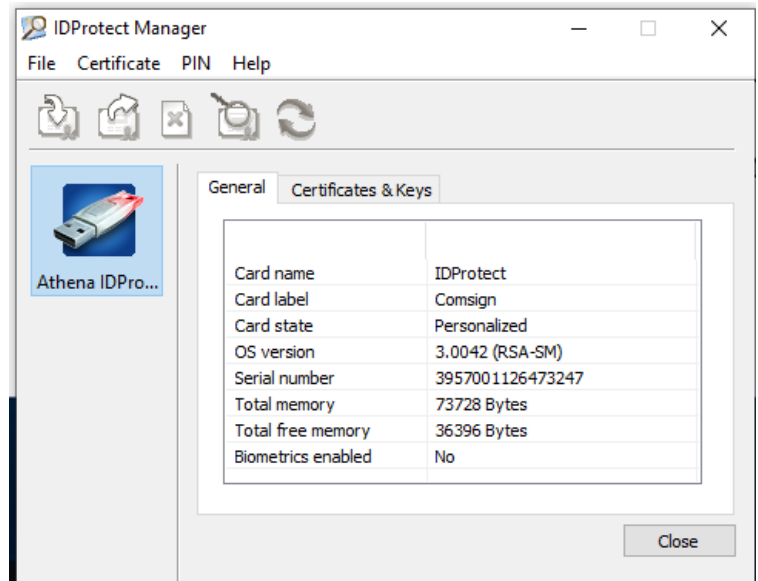 IDProtect Manager
File Certificate PIN Help
Athena IDPro...
General Certificates & Keys
Card name IDProtect
Card label Comsign
Card state Personalized
OS version 3.0042 (RSA-SM)
Serial number 3957001126473247
Total memory 73728 Bytes
Total free memory 36396 Bytes
Biometrics enabled No
Close